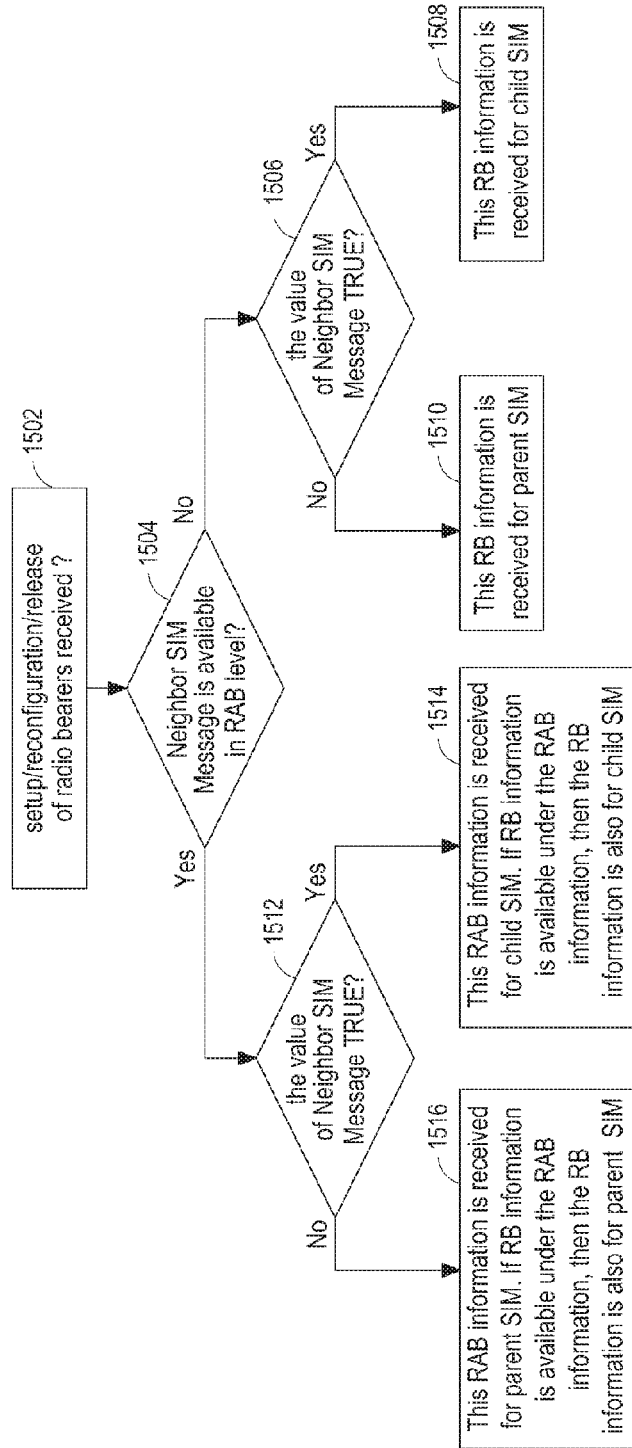 setup/reconfiguration/release
of radio bearers received ?
1502
1504
Neighbor SIM
Message is available
in RAB level?
Yes
No
1512
the value
of Neighbor SIM
Message TRUE?
No
Yes
1506
the value
of Neighbor SIM
Message TRUE?
No
Yes
1516
This RAB information is received
for parent SIM. If RB information
is available under the RAB
information, then the RB
information is also for parent SIM
1514
This RAB information is received
for child SIM. If RB information
is available under the RAB
information, then the RB
information is also for child SIM
1510
This RB information is
received for parent SIM
1508
This RB information is
received for child SIM